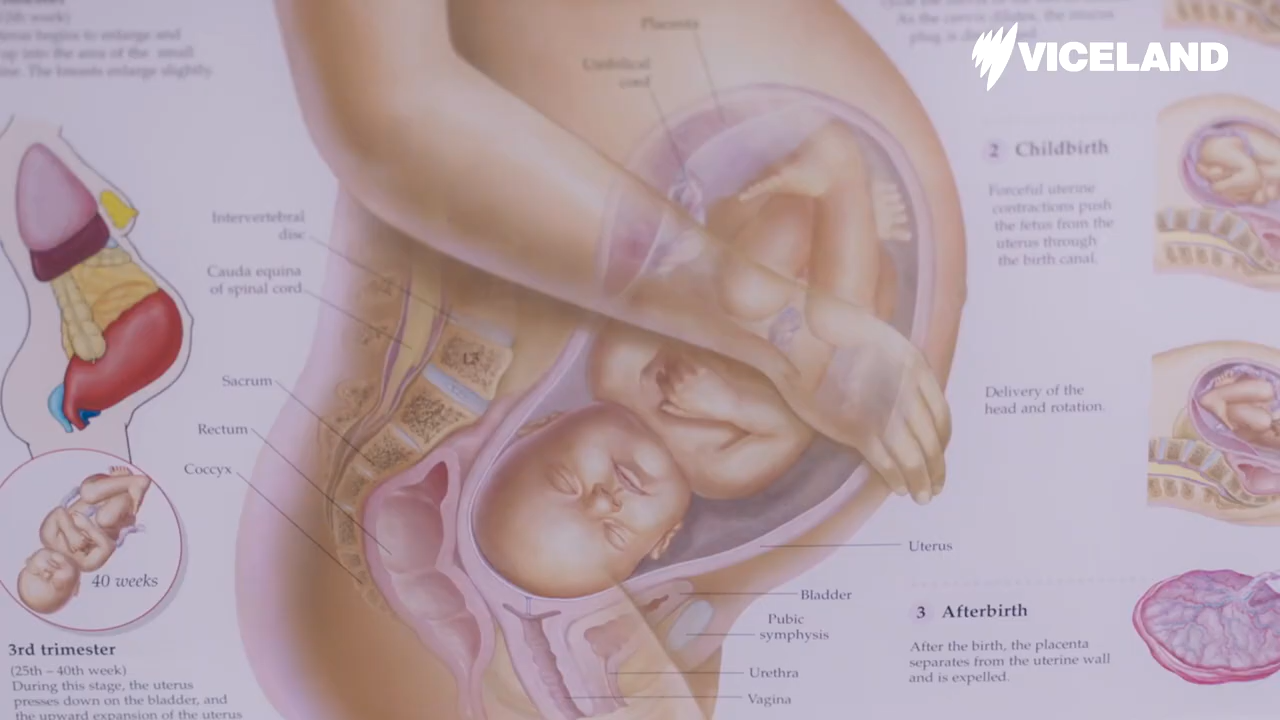 VICELAND
Placenta
Umbilical
cord
Intervertebral
disc
Cauda equina
of spinal cord
L5
Sacrum
Rectum
Coccyx
40 weeks
3rd trimester
(25th – 40th week)
During this stage, the uterus
presses down on the bladder, and
the upward expansion of the uterus
2 Childbirth
Forceful uterine
contractions push
the fetus from the
uterus through
the birth canal.
Delivery of the
head and rotation.
Uterus
Bladder
Pubic
symphysis
Urethra
Vagina
3 Afterbirth
After the birth, the placenta
separates from the uterine wall
and is expelled.